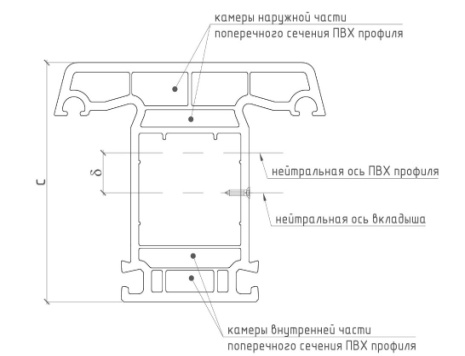 камеры наружной части
поперечного сечения ПВХ профиля
нейтральная ось ПВХ профиля
δ
c
нейтральная ось вкладыша
камеры внутренней части
поперечного сечения ПВХ профиля